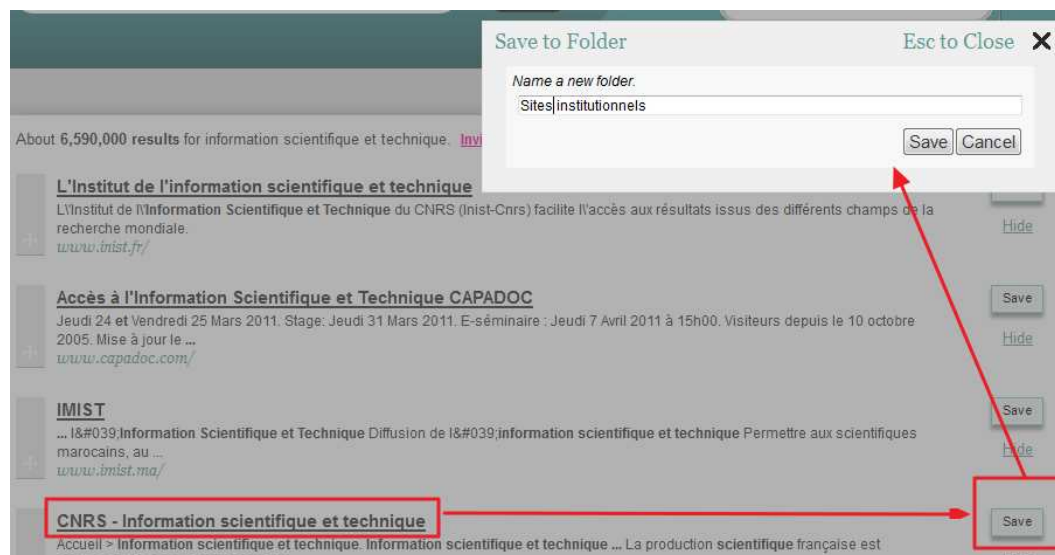 Save to Folder Esc to Close X
Name a new folder.
Sites institutionnels
Save Cancel
About 6,590,000 results for information scientifique et technique. Invi
L'Institut de l'information scientifique et technique
L\'Institut de l\'Information Scientifique et Technique du CNRS (Inist-Cnrs) facilite l\'accès aux résultats issus des différents champs de la
recherche mondiale.
www.inist.fr/
Hide
Accès à l'Information Scientifique et Technique CAPADOC
Jeudi 24 et Vendredi 25 Mars 2011. Stage: Jeudi 31 Mars 2011. E-séminaire : Jeudi 7 Avril 2011 à 15h00. Visiteurs depuis le 10 octobre
2005. Mise à jour le ...
www.capadoc.com/
Save
Hide
IMIST
... l&#039;Information Scientifique et Technique Diffusion de l&#039;information scientifique et technique Permettre aux scientifiques
marocains, au ...
www.imist.ma/
Save
Hide
CNRS - Information scientifique et technique
Accueil > Information scientifique et technique. Information scientifique et technique ... La production scientifique française est
Save